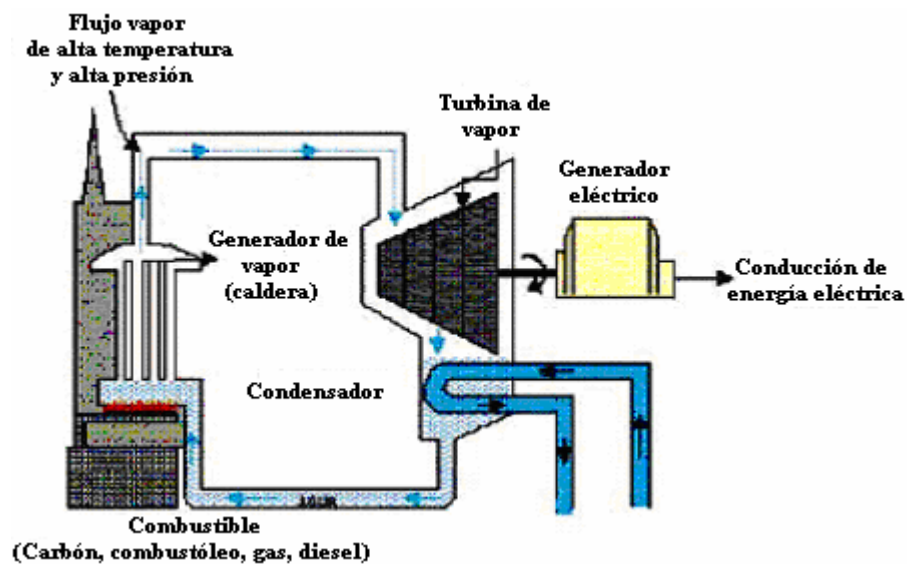 Flujo vapor
de alta temperatura
y alta presión
Turbina de
vapor
Generador
eléctrico
Generador de
vapor
(caldera)
Conducción de
energía eléctrica
Condensador
Combustible
(Carbón, combustóleo, gas, diesel)